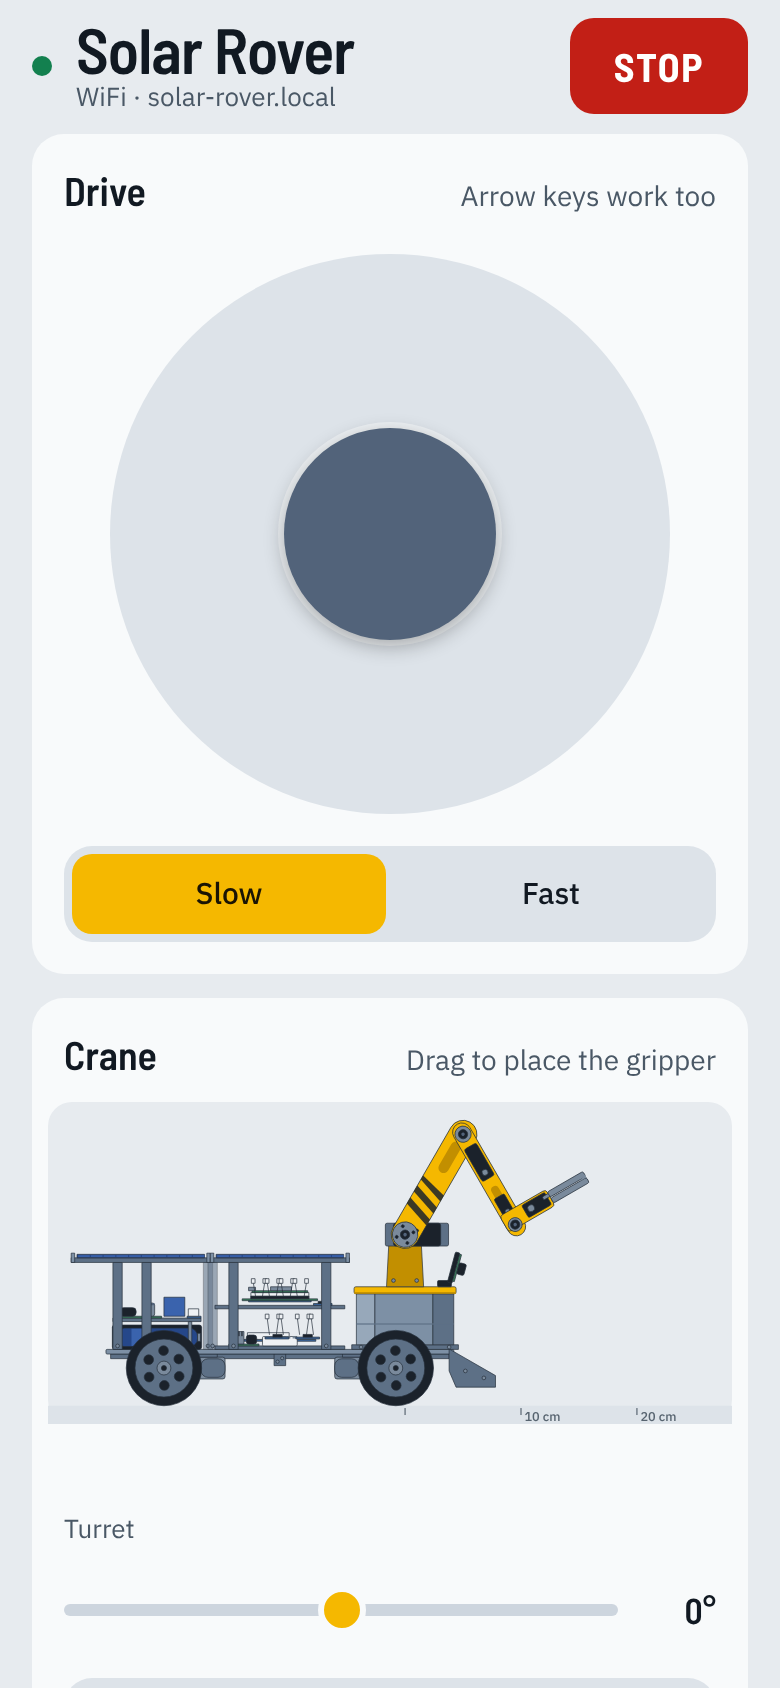 Solar Rover
WiFi · solar-rover.local
STOP
Drive
Arrow keys work too
Slow
Fast
Crane
Drag to place the gripper
10 cm
20 cm
Turret
0°